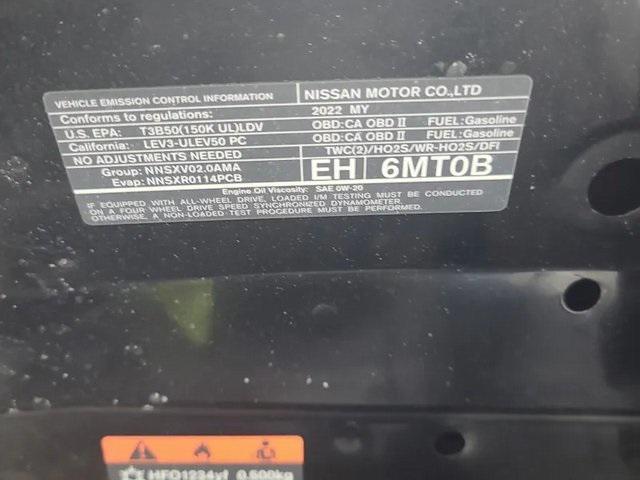 VEHICLE EMISSION CONTROL INFORMATION NISSAN MOTOR CO.,LTD
Conforms to regulations: 2022 MY
U.S. EPA: T3B50(150K UL)LDV OBD:CA OBD II FUEL:Gasoline
California: LEV3-ULEV50 PC OBD:CA OBD II FUEL:Gasoline
NO ADJUSTMENTS NEEDED TWC(2)/HO2S/WR-HO2S/DFI
Group: NNSXV02.0AMA
Evap: NNSXR0114PCB
EH 6MT0B
Engine Oil Viscosity: SAE 0W-20
IF EQUIPPED WITH ALL-WHEEL DRIVE, LOADED I/M TESTING MUST BE CONDUCTED
ON A FOUR WHEEL DRIVE SPEED SYNCHRONIZED DYNAMOMETER.
OTHERWISE, A NON-LOADED TEST PROCEDURE MUST BE PERFORMED.
HFO1234yf 0.500kg